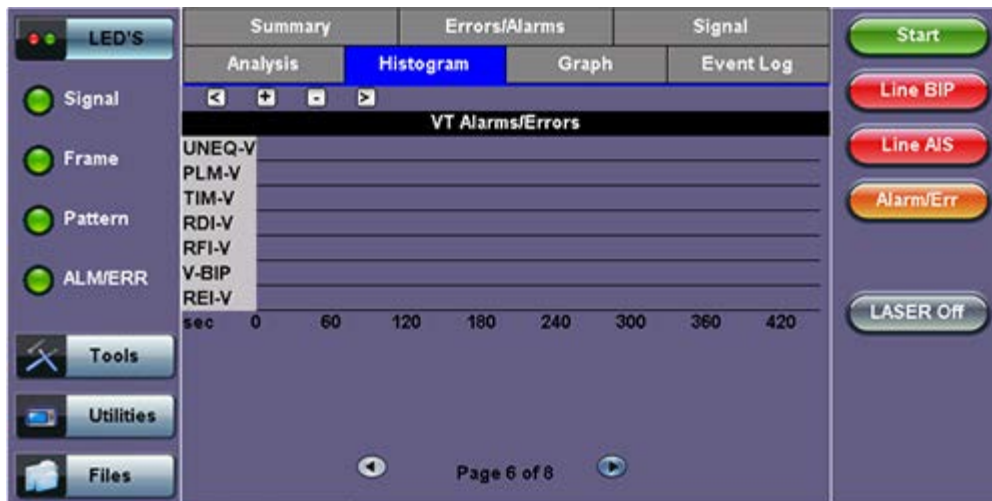 LED'S
Signal
Frame
Pattern
ALM/ERR
Tools
Utilities
Files
Summary Errors/Alarms Signal
Analysis Histogram Graph Event Log
< + - >
VT Alarms/Errors
UNEQ-V
PLM-V
TIM-V
RDI-V
RFI-V
V-BIP
REI-V
sec 0 60 120 180 240 300 360 420
Page 6 of 8
Start
Line BIP
Line AIS
Alarm/Err
LASER Off